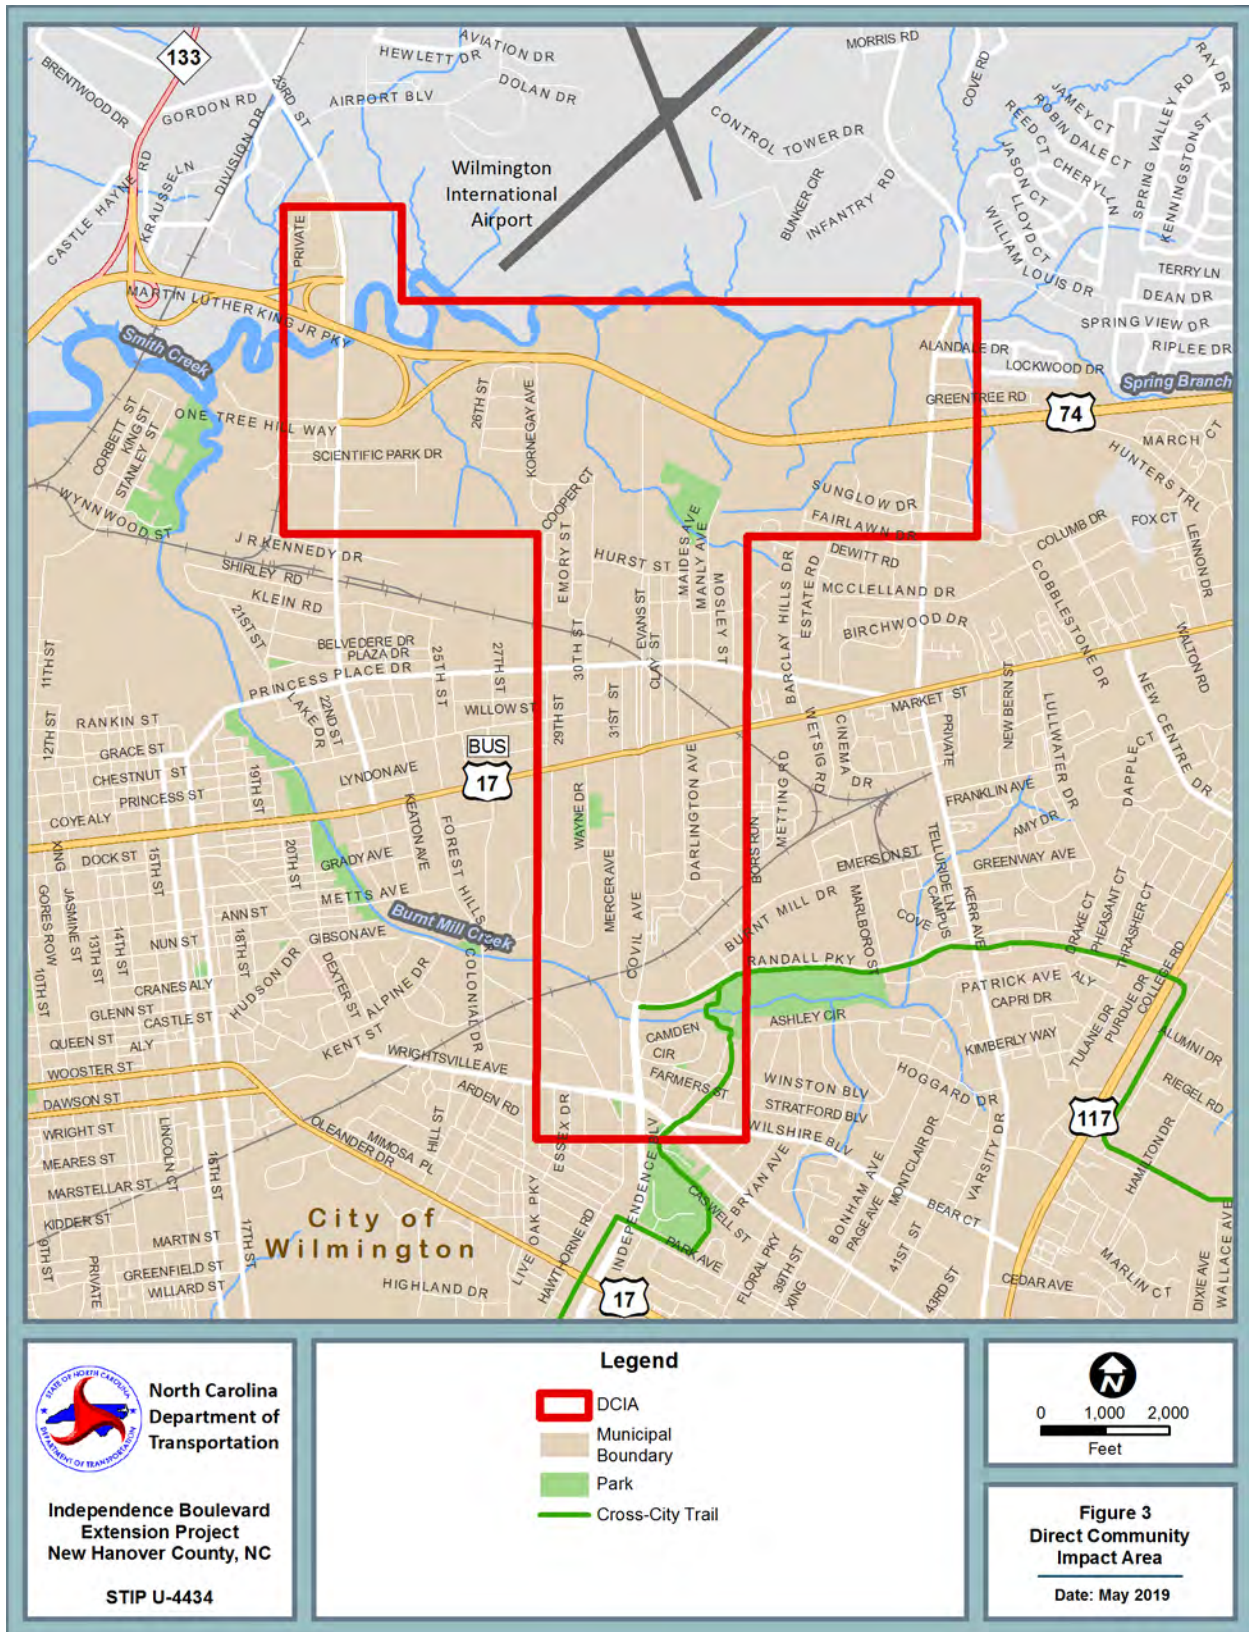 133
BRENTWOOD DR
GORDON RD
23RD ST
HEWLETT DR
AVIATION DR
DOLAN DR
AIRPORT BLV
DIVISION DR
KRAUSSE LN
CASTLE HAYNE RD
Wilmington
International
Airport
MORRIS RD
COVE RD
RAY DR
CONTROL TOWER DR
BUNKER CIR
INFANTRY RD
JAMEY CT
ROBIN DALE CT
REED CT
CHERYL LN
JASON CT
LLOYD CT
WILLIAM LOUIS DR
SPRING VALLEY RD
KENNINGSTON ST
TERRY LN
DEAN DR
SPRING VIEW DR
RIPLEE DR
PRIVATE
MARTIN LUTHER KING JR PKY
Smith Creek
ALANDALE DR
LOCKWOOD DR
Spring Branch
GREENTREE RD
74
CORBETT ST
KING ST
STANLEY ST
ONE TREE HILL WAY
SCIENTIFIC PARK DR
26TH ST
KORNEGAY AVE
COOPER CT
MARCH CT
HUNTERS TRL
SUNGLOW DR
FAIRLAWN DR
WYNNWOOD ST
J R KENNEDY DR
SHIRLEY RD
KLEIN RD
EMORY ST
HURST ST
MAIDES AVE
MANLY AVE
MOSLEY ST
DEWITT RD
COLUMB DR
FOX CT
LENNON DR
MCCLELLAND DR
BIRCHWOOD DR
COBBLESTONE DR
BARCLAY HILLS DR
ESTATE RD
EVANS ST
CLAY ST
21ST ST
BELVEDERE DR
PLAZA DR
PRINCESS PLACE DR
25TH ST
27TH ST
30TH ST
WALTON RD
11TH ST
12TH ST
RANKIN ST
LAKE DR
22ND ST
WILLOW ST
29TH ST
31ST ST
MARKET ST
NEW BERN ST
NEW CENTRE DR
GRACE ST
CHESTNUT ST
PRINCESS ST
COYE ALY
19TH ST
LYNDON AVE
BUS
17
WETSIG RD
CINEMA DR
PRIVATE
LULLWATER DR
DAPPLE CT
FRANKLIN AVE
AMY DR
GREENWAY AVE
XING
DOCK ST
15TH ST
20TH ST
GRADY AVE
KEATON AVE
FOREST HILLS
WAYNE DR
DARLINGTON AVE
METTING RD
BORS RUN
EMERSON ST
TELLURIDE LN
CAMPUS
COVE
KERR AVE
GORES ROW
JASMINE ST
METTS AVE
ANN ST
MERCER AVE
COVIL AVE
BURNT MILL DR
MARLBORO ST
DRAKE CT
PHEASANT CT
THRASHER CT
COLLEGE RD
13TH ST
14TH ST
NUN ST
18TH ST
GIBSON AVE
Burnt Mill Creek
10TH ST
CRANES ALY
HUDSON DR
DEXTER ST
ALPINE DR
COLONIAL DR
RANDALL PKY
PATRICK AVE
ALY
CAPRI DR
GLENN ST
CASTLE ST
QUEEN ST
ALY
KENT ST
CAMDEN
CIR
ASHLEY CIR
KIMBERLY WAY
TULANE DR
PURDUE DR
ALUMNI DR
WOOSTER ST
WRIGHTSVILLE AVE
ARDEN RD
FARMERS ST
WINSTON BLV
HOGGARD DR
RIEGEL RD
DAWSON ST
STRATFORD BLV
WILSHIRE BLV
117
WRIGHT ST
LINCOLN CT
OLEANDER DR
HILL ST
MIMOSA PL
ESSEX DR
MEARES ST
MARSTELLAR ST
KIDDER ST
16TH ST
17TH ST
MARTIN ST
9TH ST
PRIVATE
GREENFIELD ST
WILLARD ST
City of
Wilmington
HIGHLAND DR
LIVE OAK PKY
HAWTHORNE RD
INDEPENDENCE BLV
CASWELL ST
BRYAN AVE
PARK AVE
FLORAL PKY
39TH ST
XING
BONHAM AVE
PAGE AVE
MONTCLAIR DR
41ST ST
43RD ST
VARSITY DR
BEAR CT
HAMILTON DR
CEDAR AVE
MARLIN CT
DIXIE AVE
WALLACE AVE
17
STATE OF NORTH CAROLINA
DEPARTMENT OF TRANSPORTATION
North Carolina
Department of
Transportation
Independence Boulevard
Extension Project
New Hanover County, NC
STIP U-4434
Legend
DCIA
Municipal
Boundary
Park
Cross-City Trail
N
0 1,000 2,000
Feet
Figure 3
Direct Community
Impact Area
Date: May 2019